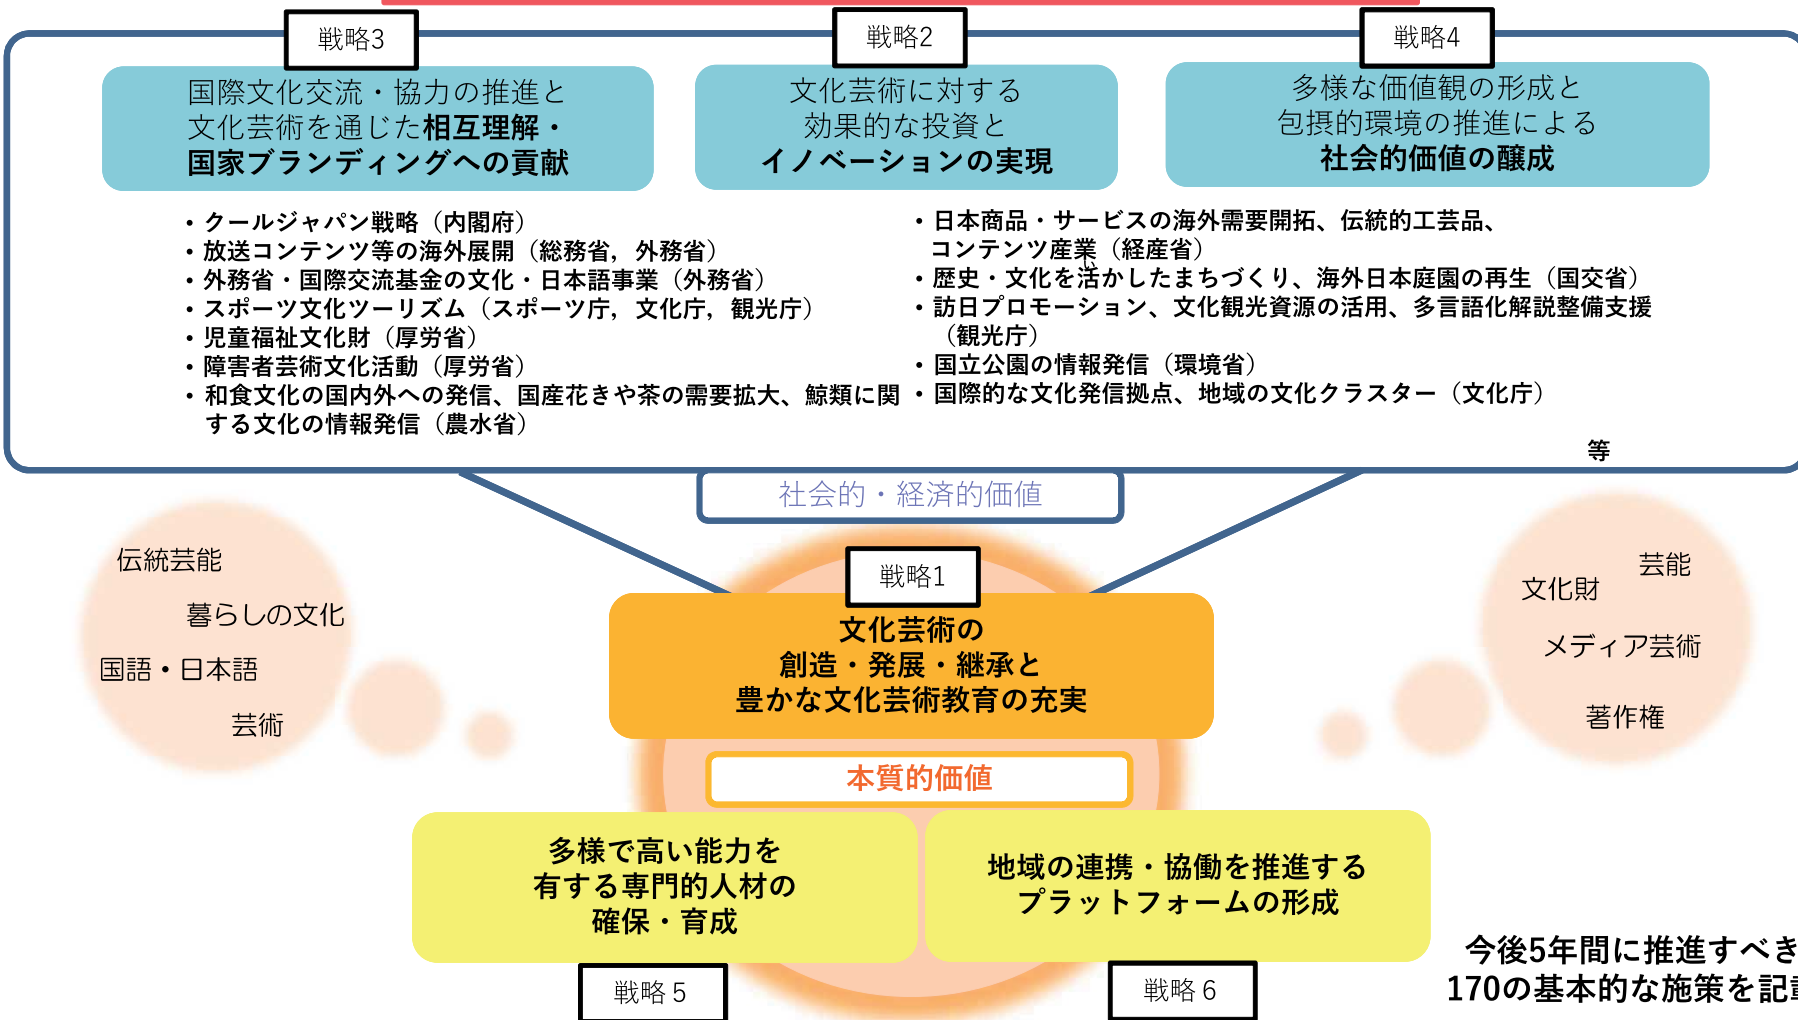 戦略3
国際文化交流・協力の推進と
文化芸術を通じた相互理解・
国家ブランディングへの貢献
戦略2
文化芸術に対する
効果的な投資と
イノベーションの実現
戦略4
多様な価値観の形成と
包摂的環境の推進による
社会的価値の醸成
・クールジャパン戦略（内閣府）
・放送コンテンツ等の海外展開（総務省，外務省）
・外務省・国際交流基金の文化・日本語事業（外務省）
・スポーツ文化ツーリズム（スポーツ庁，文化庁，観光庁）
・児童福祉文化財（厚労省）
・障害者芸術文化活動（厚労省）
・和食文化の国内外への発信、国産花きや茶の需要拡大、鯨類に関
する文化の情報発信（農水省）
・日本商品・サービスの海外需要開拓、伝統的工芸品、
コンテンツ産業（経産省）
い
・歴史・文化を活かしたまちづくり、海外日本庭園の再生（国交省）
・訪日プロモーション、文化観光資源の活用、多言語化解説整備支援
（観光庁）
・国立公園の情報発信（環境省）
・国際的な文化発信拠点、地域の文化クラスター（文化庁）
等
社会的・経済的価値
伝統芸能
暮らしの文化
国語・日本語
芸術
戦略1
文化芸術の
創造・発展・継承と
豊かな文化芸術教育の充実
本質的価値
芸能
文化財
メディア芸術
著作権
多様で高い能力を
有する専門的人材の
確保・育成
戦略５
地域の連携・協働を推進する
プラットフォームの形成
戦略６
今後5年間に推進すべき
170の基本的な施策を記載